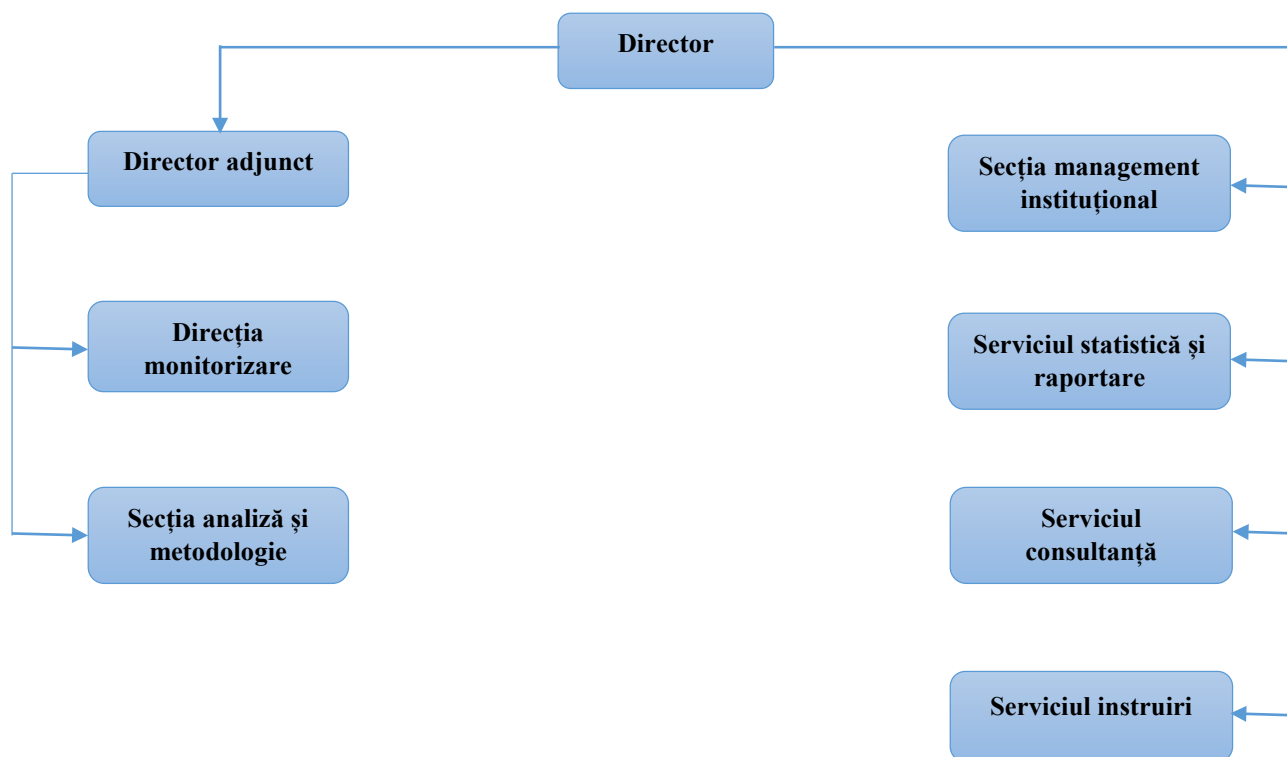 Director
Director adjunct
Secția management
instituțional
Direcția
monitorizare
Serviciul statistică și
raportare
Secția analiză și
metodologie
Serviciul
consultanță
Serviciul instruiri